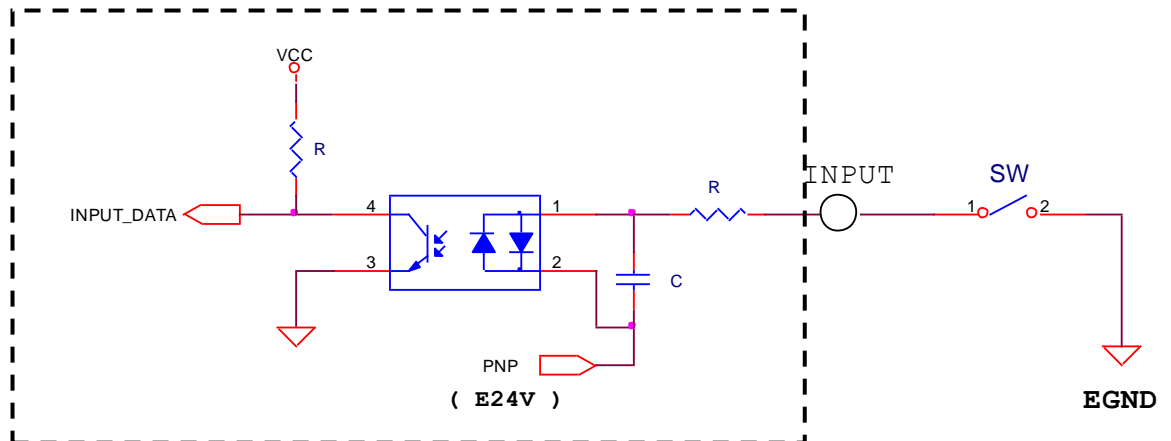 VCC
R
INPUT_DATA
4
3
1
2
R
C
INPUT
SW
1
2
PNP
( E24V )
EGND